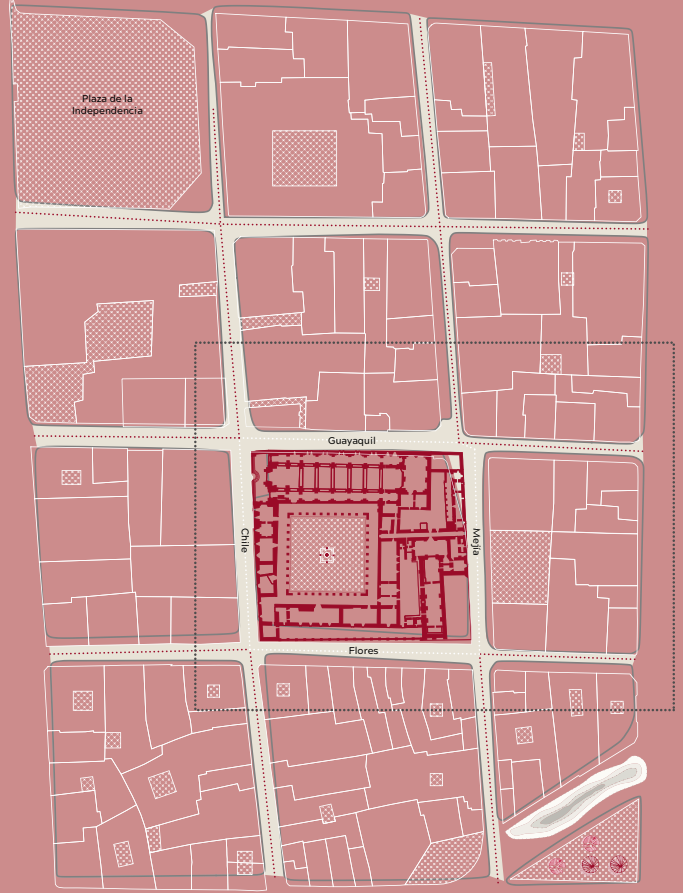 Plaza de la
Independencia
Guayaquil
Chile
Mejía
Flores